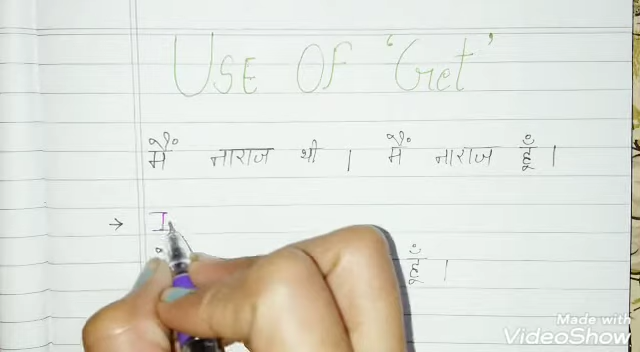 USE OF 'Get'
मैं नाराज थी । मैं नाराज हूँ ।
→ I
हूँ ।
Made with
VideoShow